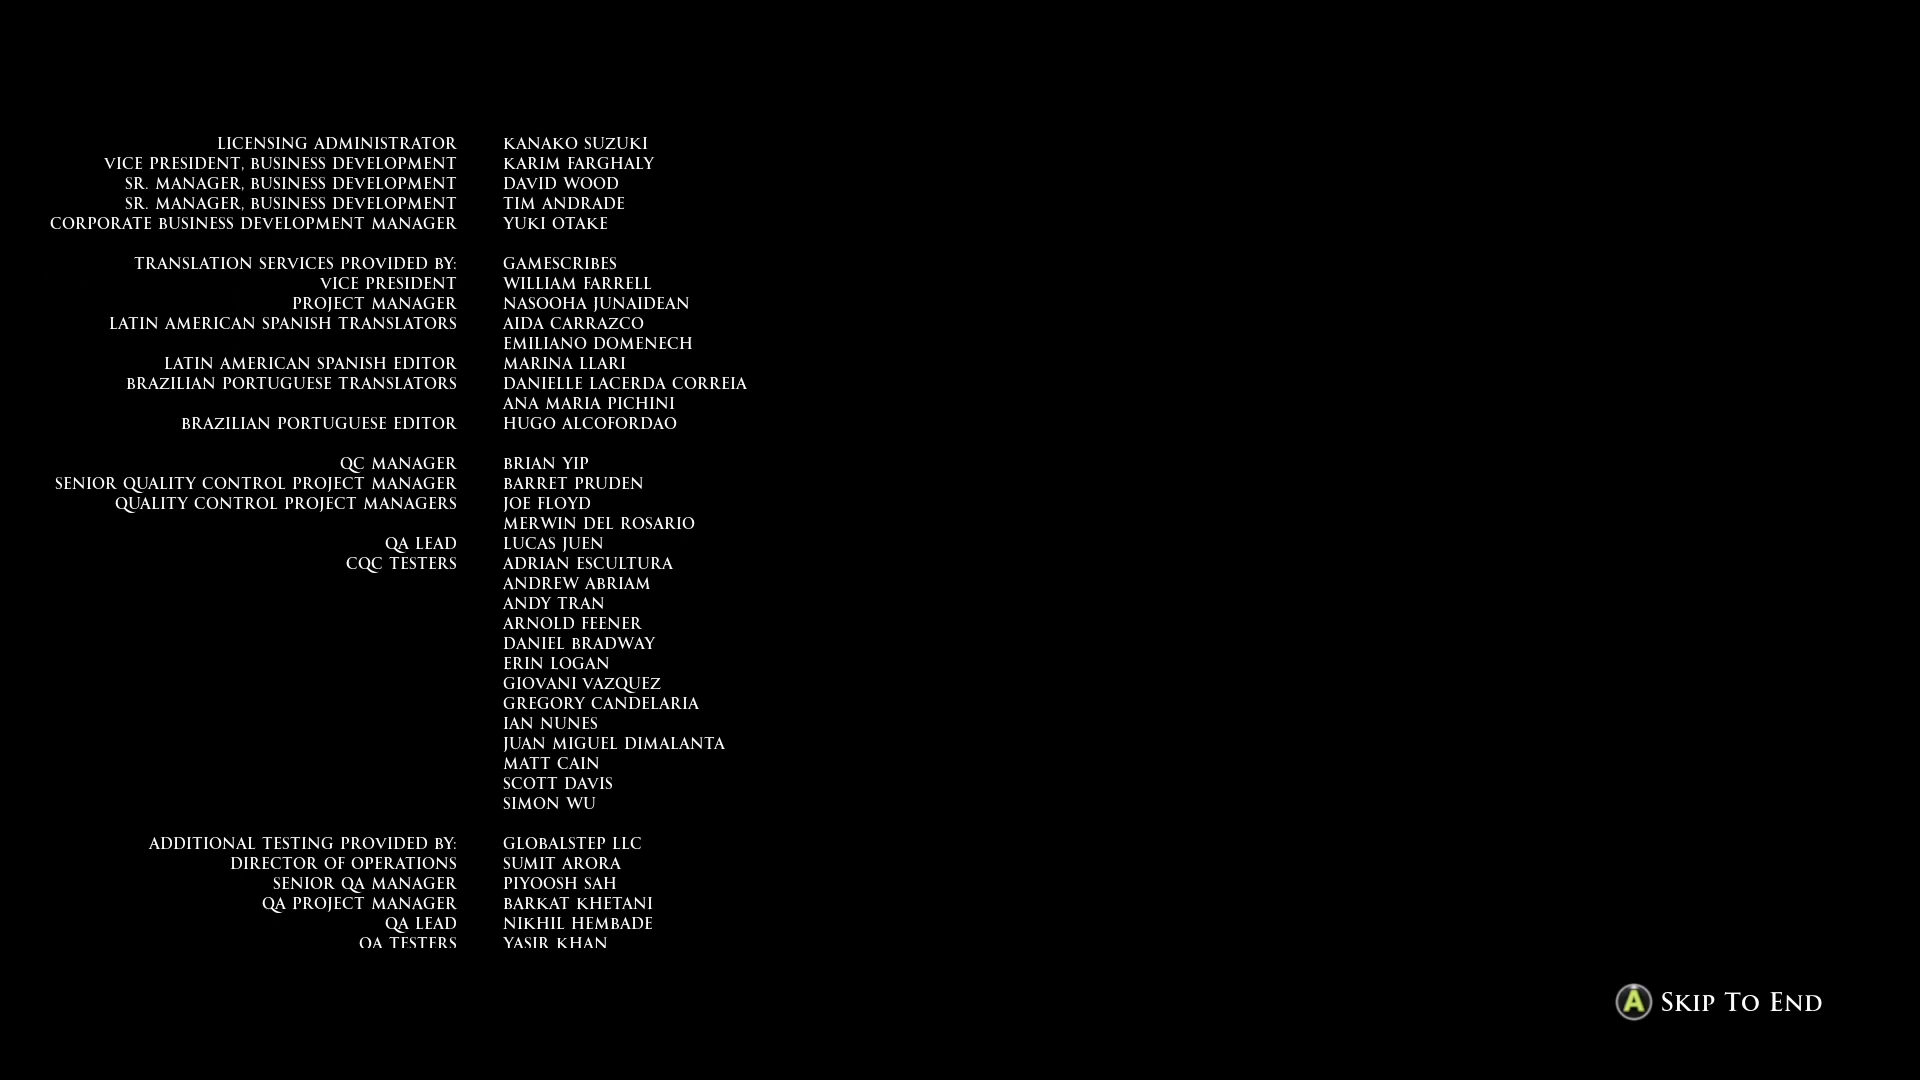 LICENSING ADMINISTRATOR KANAKO SUZUKI
VICE PRESIDENT, BUSINESS DEVELOPMENT KARIM FARGHALY
SR. MANAGER, BUSINESS DEVELOPMENT DAVID WOOD
SR. MANAGER, BUSINESS DEVELOPMENT TIM ANDRADE
CORPORATE BUSINESS DEVELOPMENT MANAGER YUKI OTAKE
TRANSLATION SERVICES PROVIDED BY: GAMESCRIBES
VICE PRESIDENT WILLIAM FARRELL
PROJECT MANAGER NASOOHA JUNAIDEAN
LATIN AMERICAN SPANISH TRANSLATORS AIDA CARRAZCO
EMILIANO DOMENECH
LATIN AMERICAN SPANISH EDITOR MARINA LLARI
BRAZILIAN PORTUGUESE TRANSLATORS DANIELLE LACERDA CORREIA
ANA MARIA PICHINI
BRAZILIAN PORTUGUESE EDITOR HUGO ALCOFORDAO
QC MANAGER BRIAN YIP
SENIOR QUALITY CONTROL PROJECT MANAGER BARRET PRUDEN
QUALITY CONTROL PROJECT MANAGERS JOE FLOYD
MERWIN DEL ROSARIO
QA LEAD LUCAS JUEN
CQC TESTERS ADRIAN ESCULTURA
ANDREW ABRIAM
ANDY TRAN
ARNOLD FEENER
DANIEL BRADWAY
ERIN LOGAN
GIOVANI VAZQUEZ
GREGORY CANDELARIA
IAN NUNES
JUAN MIGUEL DIMALANTA
MATT CAIN
SCOTT DAVIS
SIMON WU
ADDITIONAL TESTING PROVIDED BY: GLOBALSTEP LLC
DIRECTOR OF OPERATIONS SUMIT ARORA
SENIOR QA MANAGER PIYOOSH SAH
QA PROJECT MANAGER BARKAT KHETANI
QA LEAD NIKHIL HEMBADE
QA TESTERS YASIR KHAN
A Skip To End